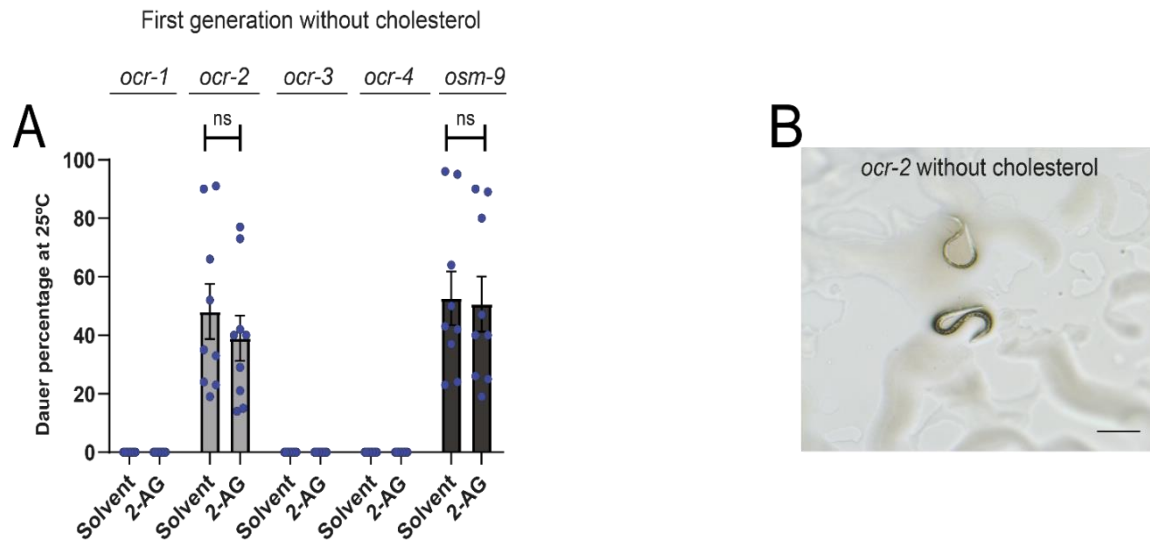 First generation without cholesterol
ocr-1 ocr-2 ocr-3 ocr-4 osm-9
A
ns ns
B
Dauer percentage at 25ºC
100
80
60
40
20
0
Solvent 2-AG Solvent 2-AG Solvent 2-AG Solvent 2-AG Solvent 2-AG
ocr-2 without cholesterol